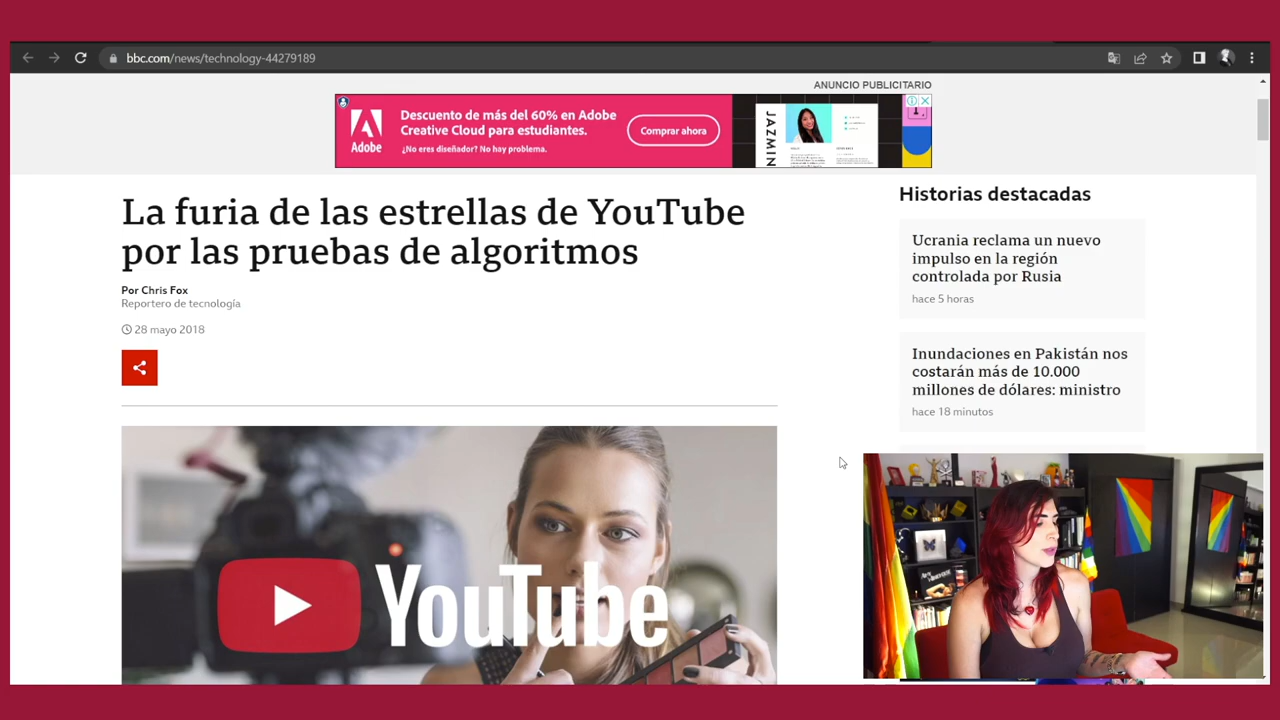 bbc.com/news/technology-44279189
ANUNCIO PUBLICITARIO
Adobe
Descuento de más del 60% en Adobe
Creative Cloud para estudiantes.
¿No eres diseñador? No hay problema.
Comprar ahora
JAZMIN
La furia de las estrellas de YouTube
por las pruebas de algoritmos
Por Chris Fox
Reportero de tecnología
28 mayo 2018
YouTube
Historias destacadas
Ucrania reclama un nuevo
impulso en la región
controlada por Rusia
hace 5 horas
Inundaciones en Pakistán nos
costarán más de 10.000
millones de dólares: ministro
hace 18 minutos